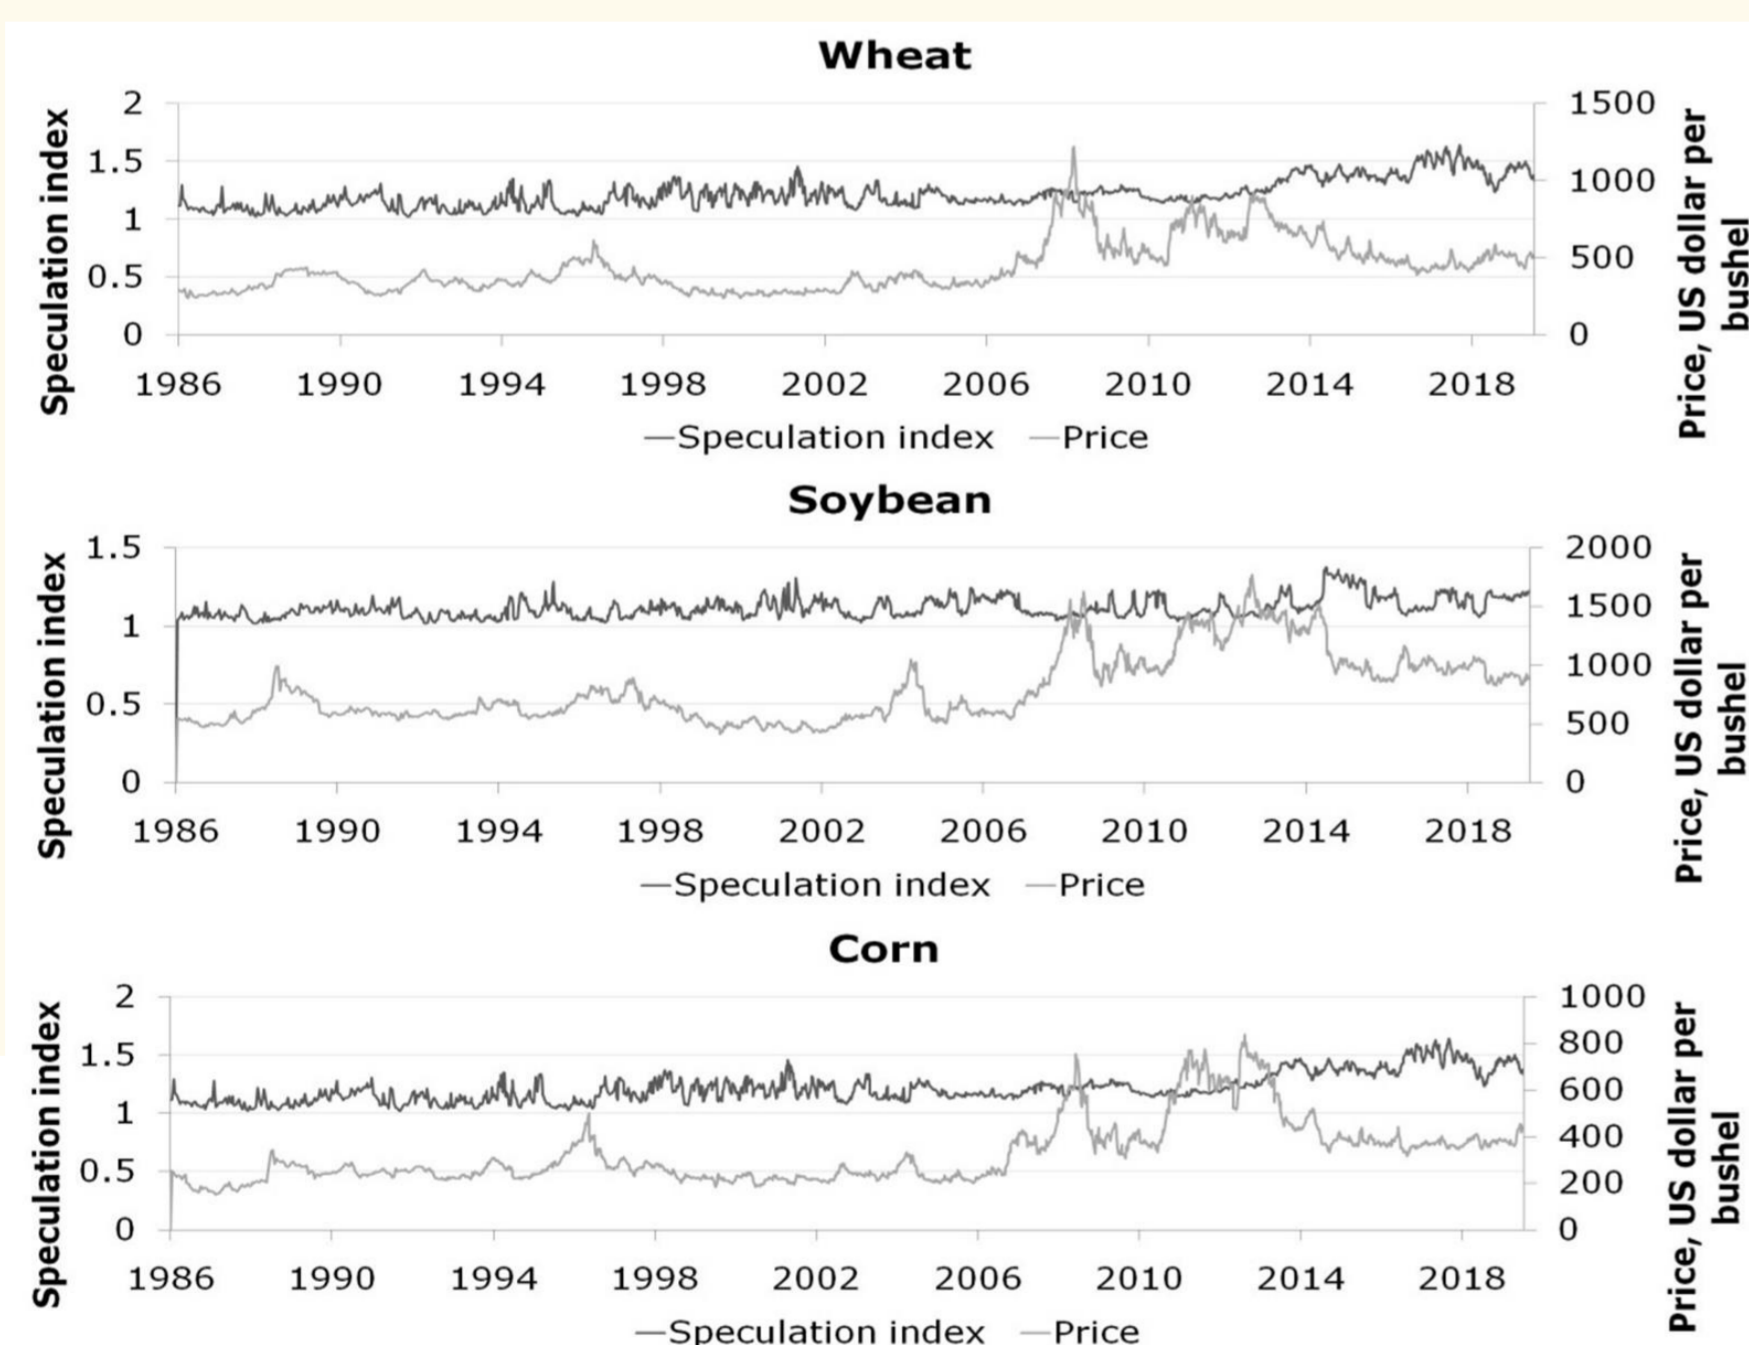 Wheat
Speculation index
2
1.5
1
0.5
0
1500
1000
500
0
Price, US dollar per
bushel
1986 1990 1994 1998 2002 2006 2010 2014 2018
Speculation index Price
Soybean
Speculation index
1.5
1
0.5
0
2000
1500
1000
500
0
Price, US dollar per
bushel
1986 1990 1994 1998 2002 2006 2010 2014 2018
Speculation index Price
Corn
Speculation index
2
1.5
1
0.5
0
1000
800
600
400
200
0
Price, US dollar per
bushel
1986 1990 1994 1998 2002 2006 2010 2014 2018
Speculation index Price